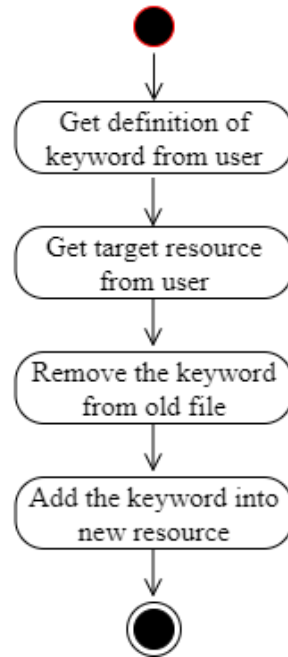 Get definition of
keyword from user
Get target resource
from user
Remove the keyword
from old file
Add the keyword into
new resource